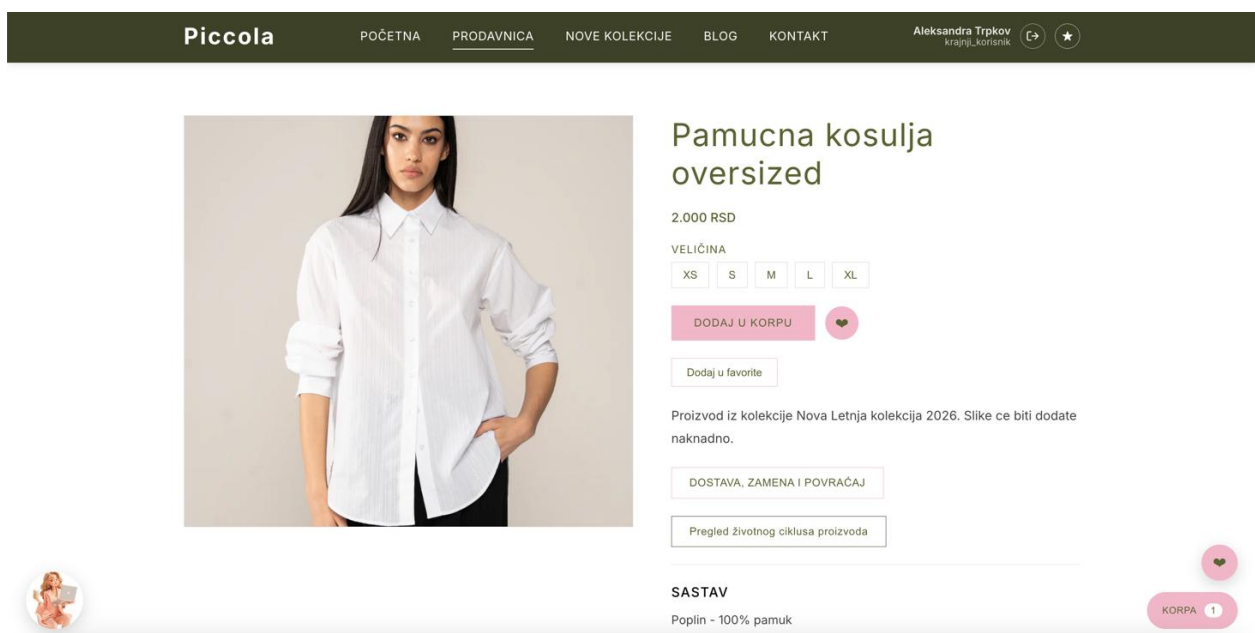 Piccola
POČETNA PRODAVNICA NOVE KOLEKCIJE BLOG KONTAKT
Aleksandra Trpkov
krajnji_korisnik
Pamucna kosulja
oversized
2.000 RSD
VELIČINA
XS S M L XL
DODAJ U KORPU
Dodaj u favorite
Proizvod iz kolekcije Nova Letnja kolekcija 2026. Slike ce biti dodate
naknadno.
DOSTAVA, ZAMENA I POVRAĆAJ
Pregled životnog ciklusa proizvoda
SASTAV
Poplin - 100% pamuk
KORPA 1